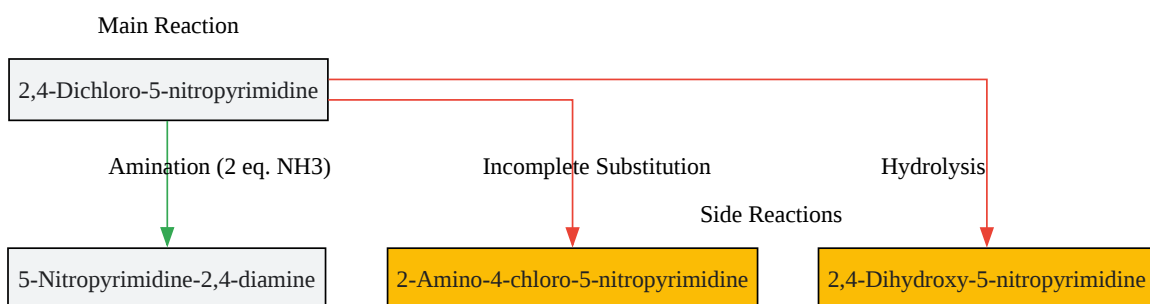 Main Reaction
2,4-Dichloro-5-nitropyrimidine
Amination (2 eq. NH3)
Incomplete Substitution
Hydrolysis
Side Reactions
5-Nitropyrimidine-2,4-diamine
2-Amino-4-chloro-5-nitropyrimidine
2,4-Dihydroxy-5-nitropyrimidine